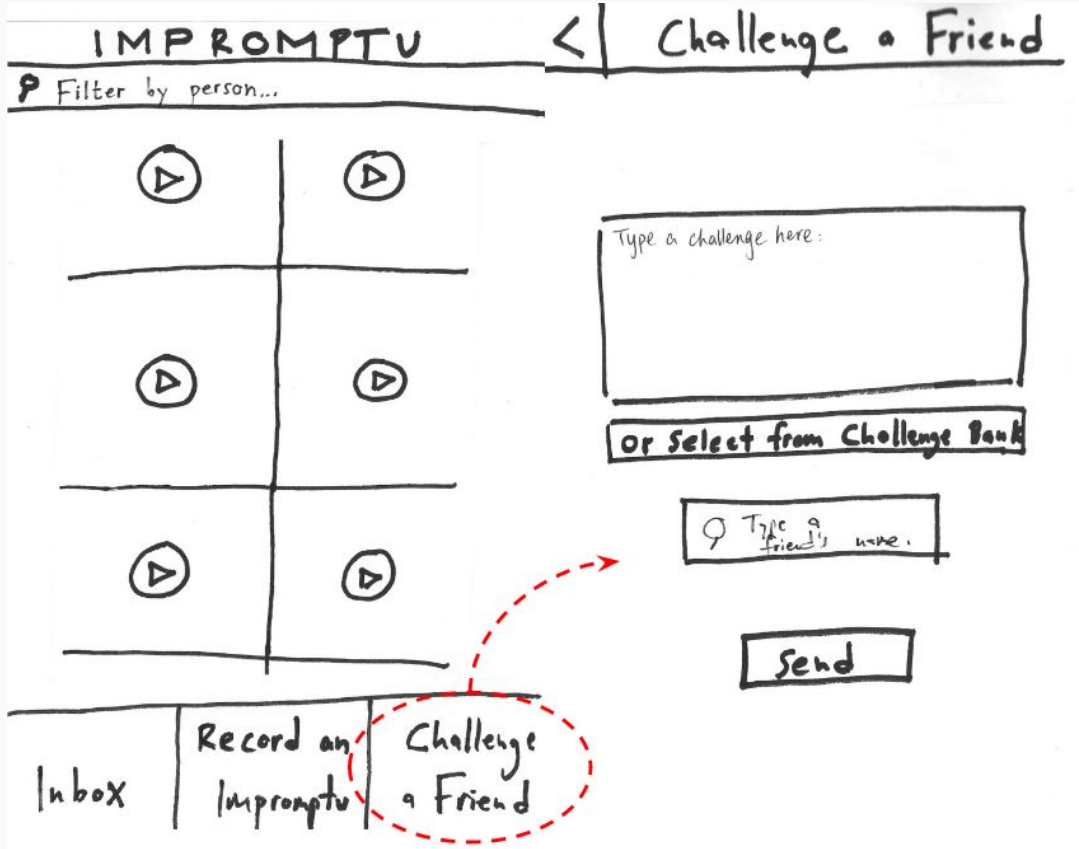 IMPROMPTU
Filter by person...
Inbox
Record an
Impromptu
Challenge
a Friend
< Challenge a Friend
Type a challenge here:
Or Select from Challenge Bank
Type a
friend's name.
Send